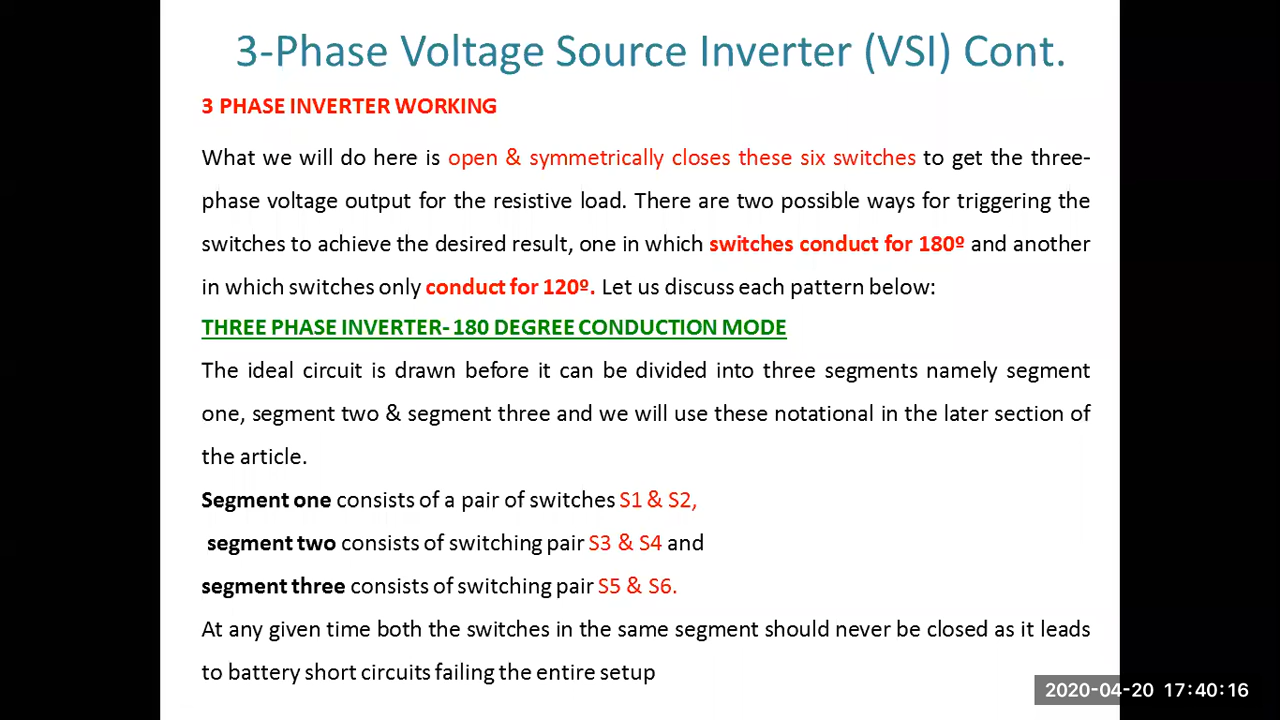 3-Phase Voltage Source Inverter (VSI) Cont.
3 PHASE INVERTER WORKING
What we will do here is open & symmetrically closes these six switches to get the three-
phase voltage output for the resistive load. There are two possible ways for triggering the
switches to achieve the desired result, one in which switches conduct for 180º and another
in which switches only conduct for 120º. Let us discuss each pattern below:
THREE PHASE INVERTER- 180 DEGREE CONDUCTION MODE
The ideal circuit is drawn before it can be divided into three segments namely segment
one, segment two & segment three and we will use these notational in the later section of
the article.
Segment one consists of a pair of switches S1 & S2,
segment two consists of switching pair S3 & S4 and
segment three consists of switching pair S5 & S6.
At any given time both the switches in the same segment should never be closed as it leads
to battery short circuits failing the entire setup
2020-04-20 17:40:16